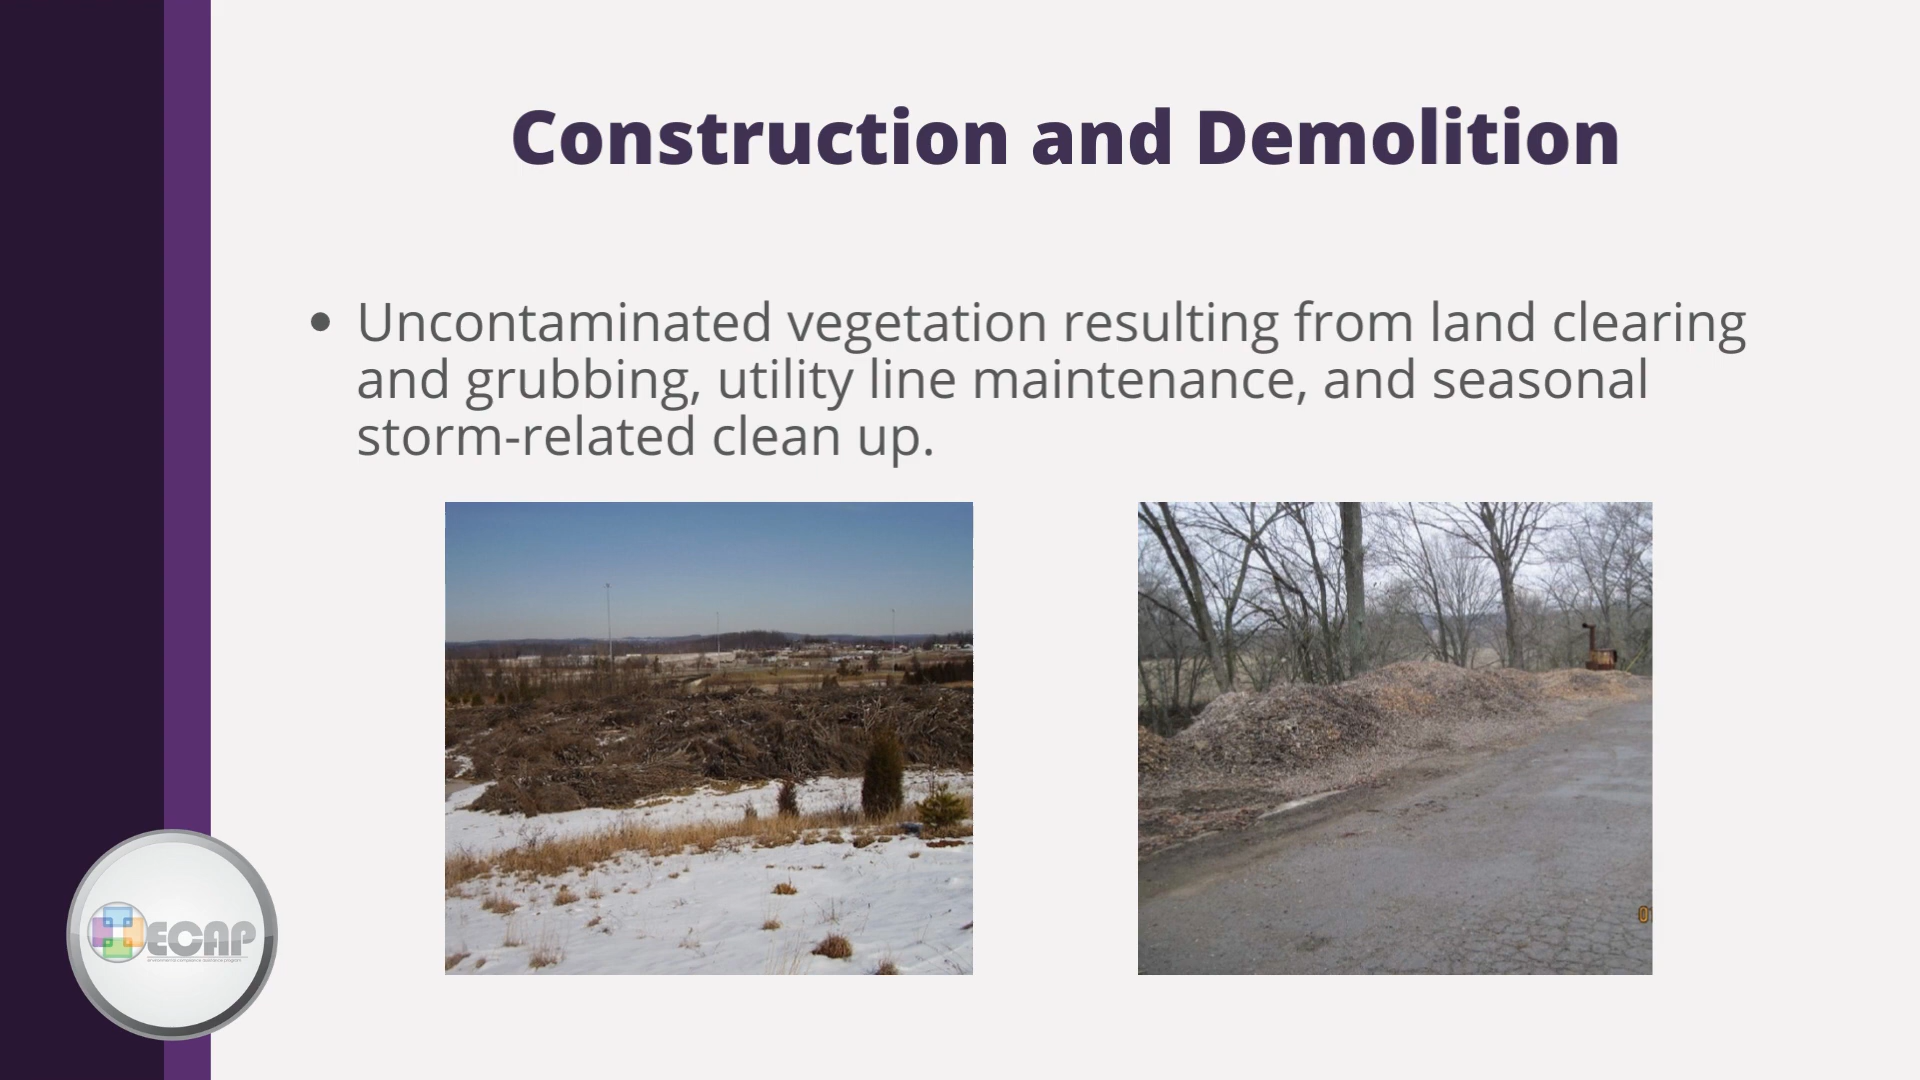 Construction and Demolition
• Uncontaminated vegetation resulting from land clearing
and grubbing, utility line maintenance, and seasonal
storm-related clean up.
ECAP